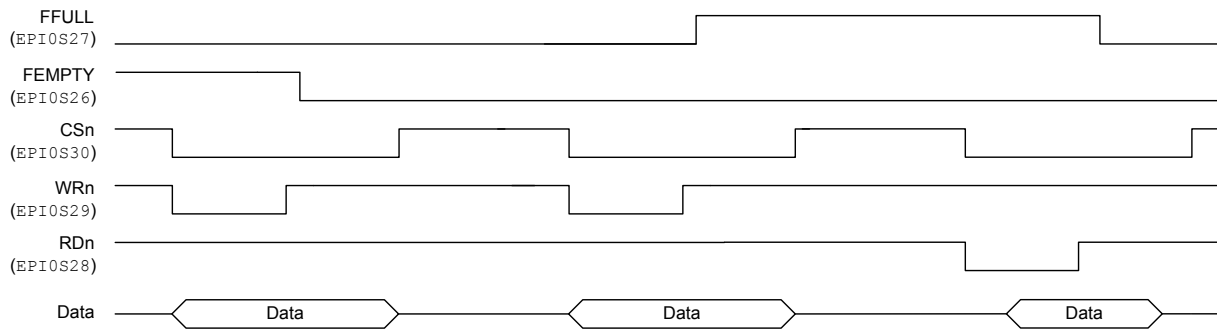 FFULL
(EPI0S27)
FEMPTY
(EPI0S26)
CSn
(EPI0S30)
WRn
(EPI0S29)
RDn
(EPI0S28)
Data Data Data Data